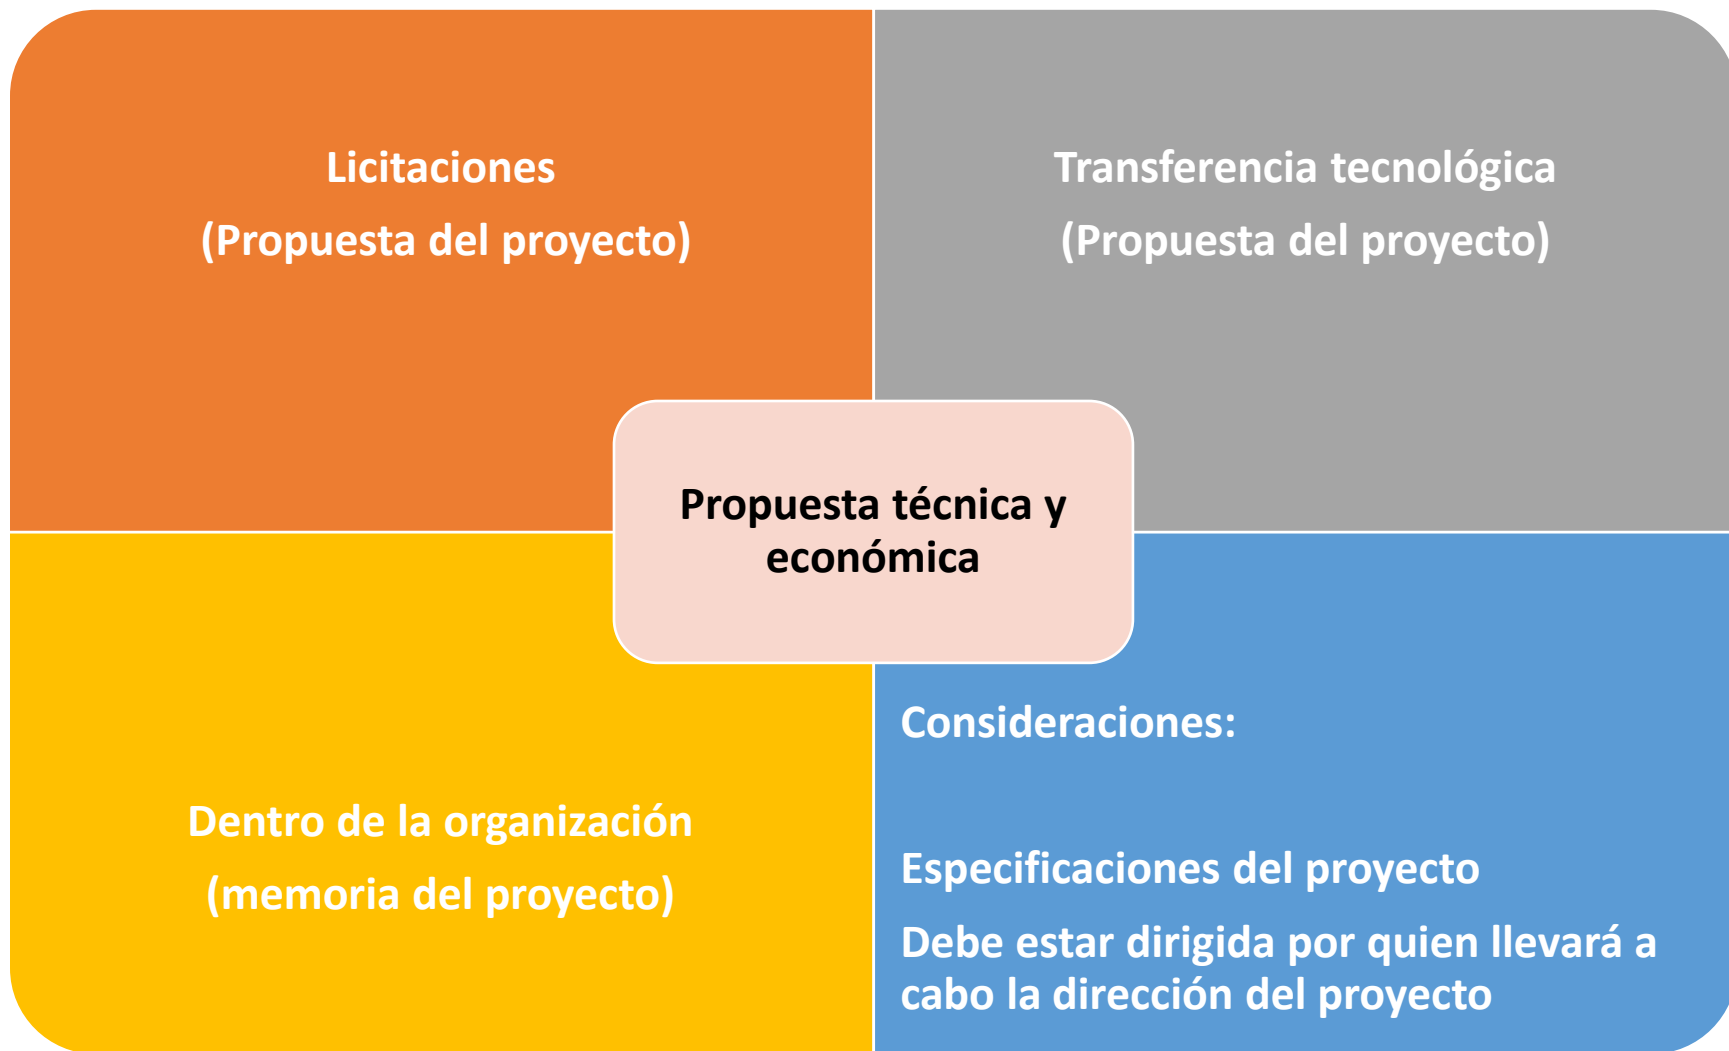 Licitaciones
(Propuesta del proyecto)
Transferencia tecnológica
(Propuesta del proyecto)
Propuesta técnica y
económica
Dentro de la organización
(memoria del proyecto)
Consideraciones:
Especificaciones del proyecto
Debe estar dirigida por quien llevará a
cabo la dirección del proyecto